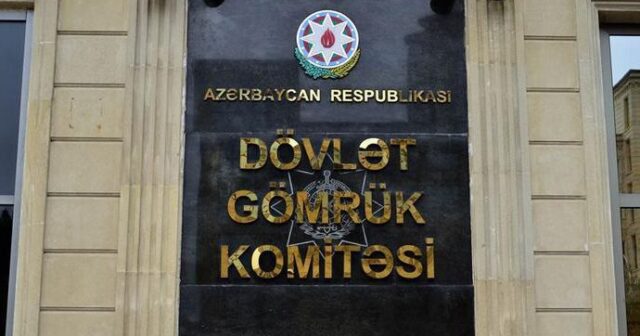 AZƏRBAYCAN RESPUBLİKASI
DÖVLƏT
GÖMRÜK
KOMİTƏSİ